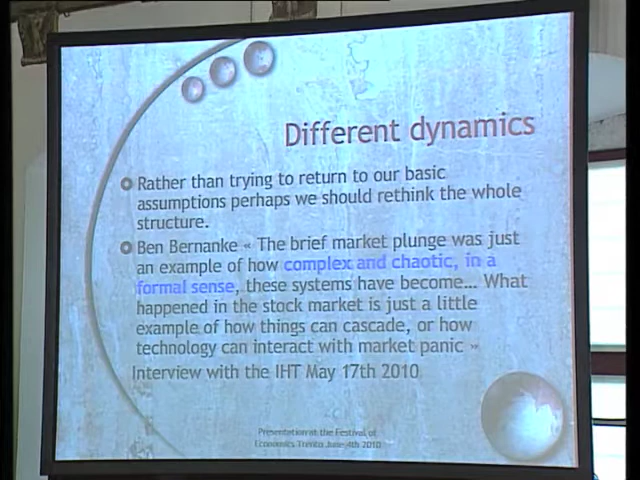 Different dynamics
Rather than trying to return to our basic
assumptions perhaps we should rethink the whole
structure.
Ben Bernanke « The brief market plunge was just
an example of how complex and chaotic, in a
formal sense, these systems have become... What
happened in the stock market is just a little
example of how things can cascade, or how
technology can interact with market panic »
Interview with the IHT May 17th 2010
Presentation at the Festival of
Economics Trento June 4th 2010